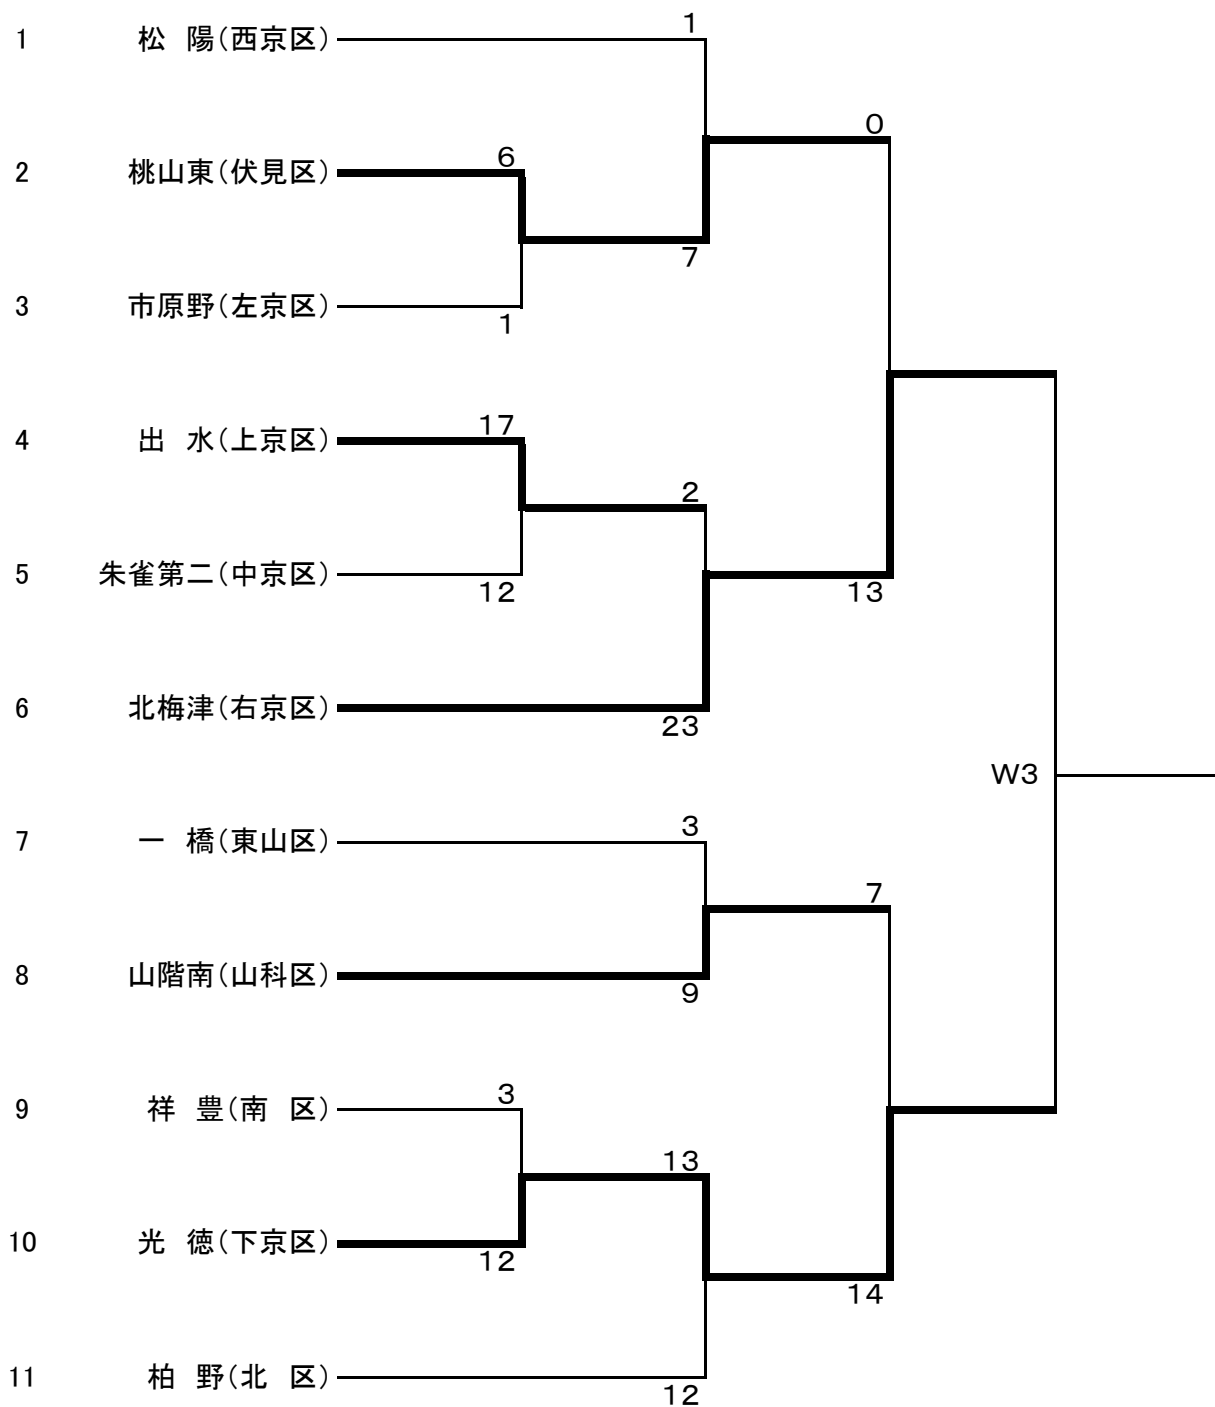 1
1 松 陽(西京区)
0
6
2 桃山東(伏見区)
7
3 市原野(左京区)
1
17
4 出 水(上京区)
2
5 朱雀第二(中京区)
12
13
6 北梅津(右京区)
23
W3
3
7 一 橋(東山区)
7
8 山階南(山科区)
9
3
9 祥 豊(南 区)
13
10 光 徳(下京区)
12
14
11 柏 野(北 区)
12